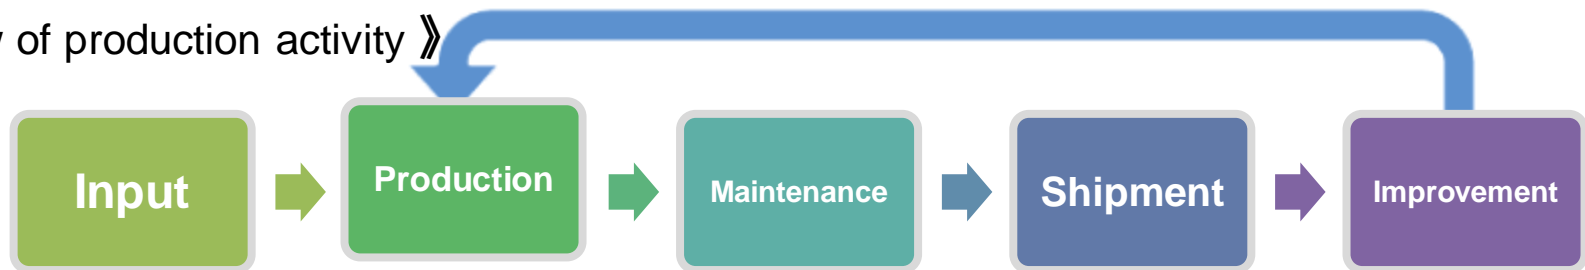 of production activity 》
Input
Production
Maintenance
Shipment
Improvement